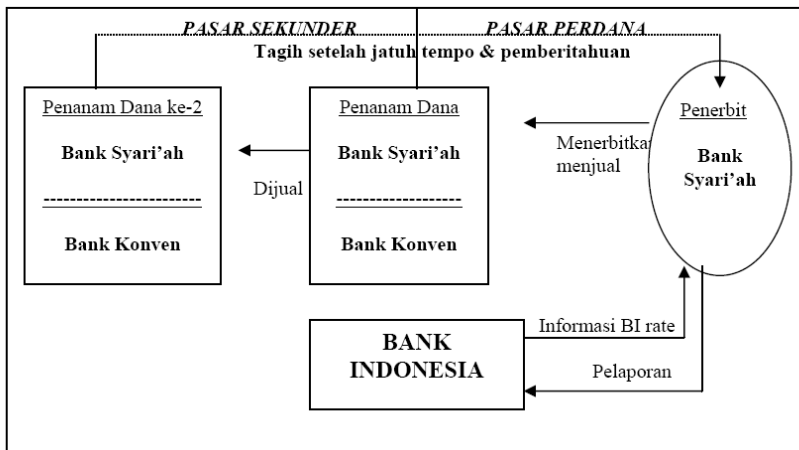 PASAR SEKUNDER
PASAR PERDANA
Tagih setelah jatuh tempo & pemberitahuan
Penanam Dana ke-2
Bank Syari’ah
-------------------------
Bank Konven
Dijual
Penanam Dana
Bank Syari’ah
-------------------
Bank Konven
Menerbitkan
menjual
Penerbit
Bank
Syari’ah
BANK
INDONESIA
Informasi BI rate
Pelaporan